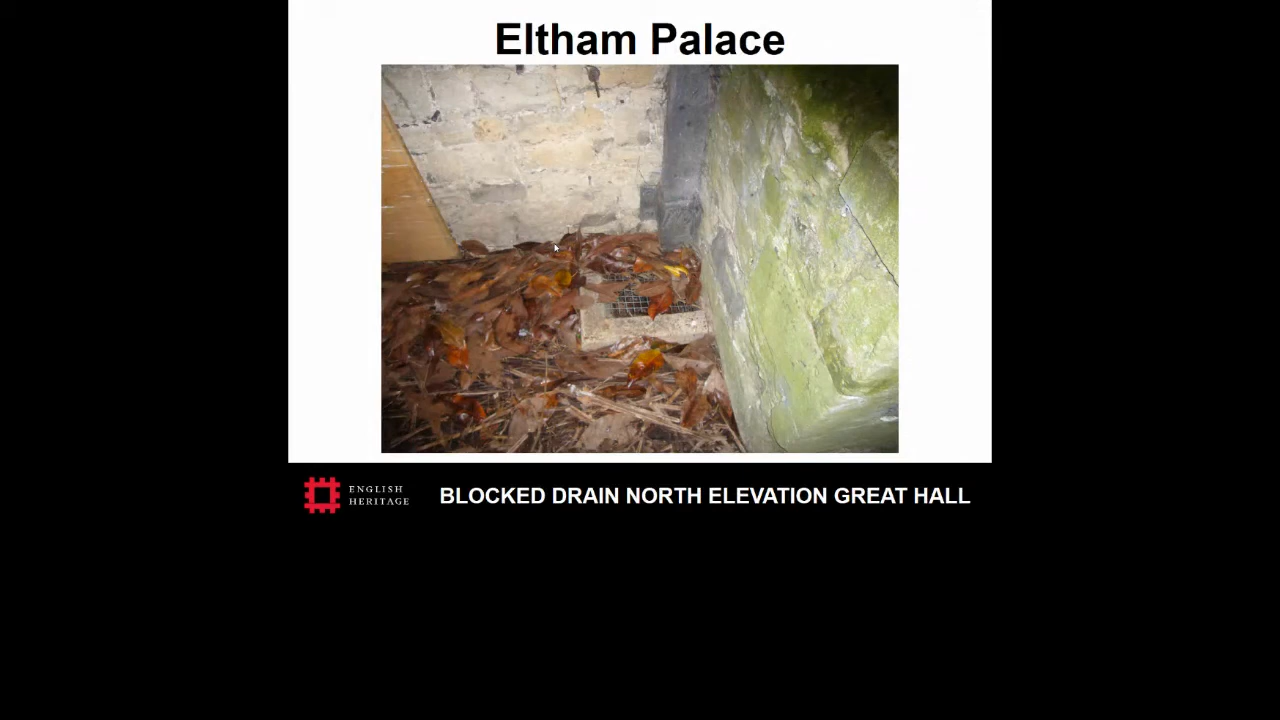 Eltham Palace
ENGLISH
HERITAGE
BLOCKED DRAIN NORTH ELEVATION GREAT HALL